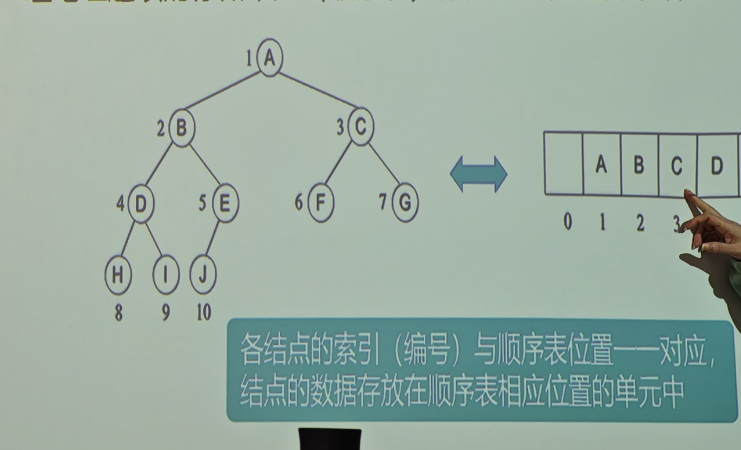 1 A
2 B 3 C
4 D 5 E 6 F 7 G
H I J
8 9 10
A B C D
0 1 2 3
各结点的索引（编号）与顺序表位置一一对应，
结点的数据存放在顺序表相应位置的单元中